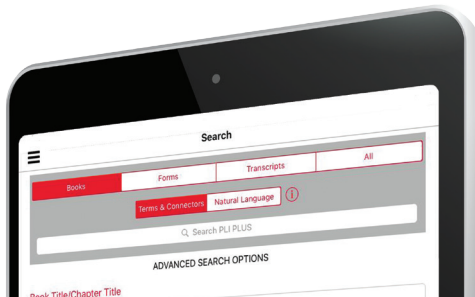 Search
Books Forms Transcripts All
Terms & Connectors Natural Language i
Search PLI PLUS
ADVANCED SEARCH OPTIONS
Book Title/Chapter Title